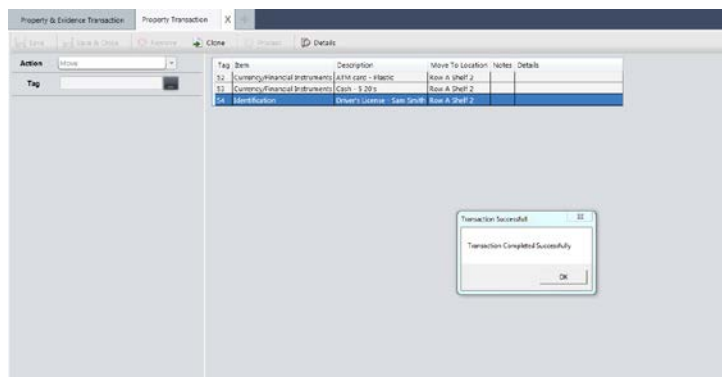 Property & Evidence Transaction Property Transaction X +
Save Save & Close Remove Clone Process Details
Action Move
Tag
Tag Item Description Move To Location Notes Details
52 Currency/Financial Instruments ATM card - Plastic Row A Shelf 2
53 Currency/Financial Instruments Cash - 5 20's Row A Shelf 2
54 Identification Driver's License - Sam Smith Row A Shelf 2
Transaction Successfull
Transaction Completed Successfully
OK